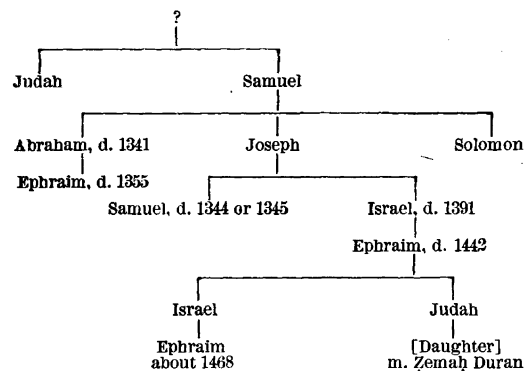 ?
Judah Samuel
Abraham, d. 1341 Joseph Solomon
Ephraim, d. 1355
Samuel, d. 1344 or 1345 Israel, d. 1391
Ephraim, d. 1442
Israel Judah
Ephraim [Daughter]
about 1468 m. Ẓemaḥ Duran